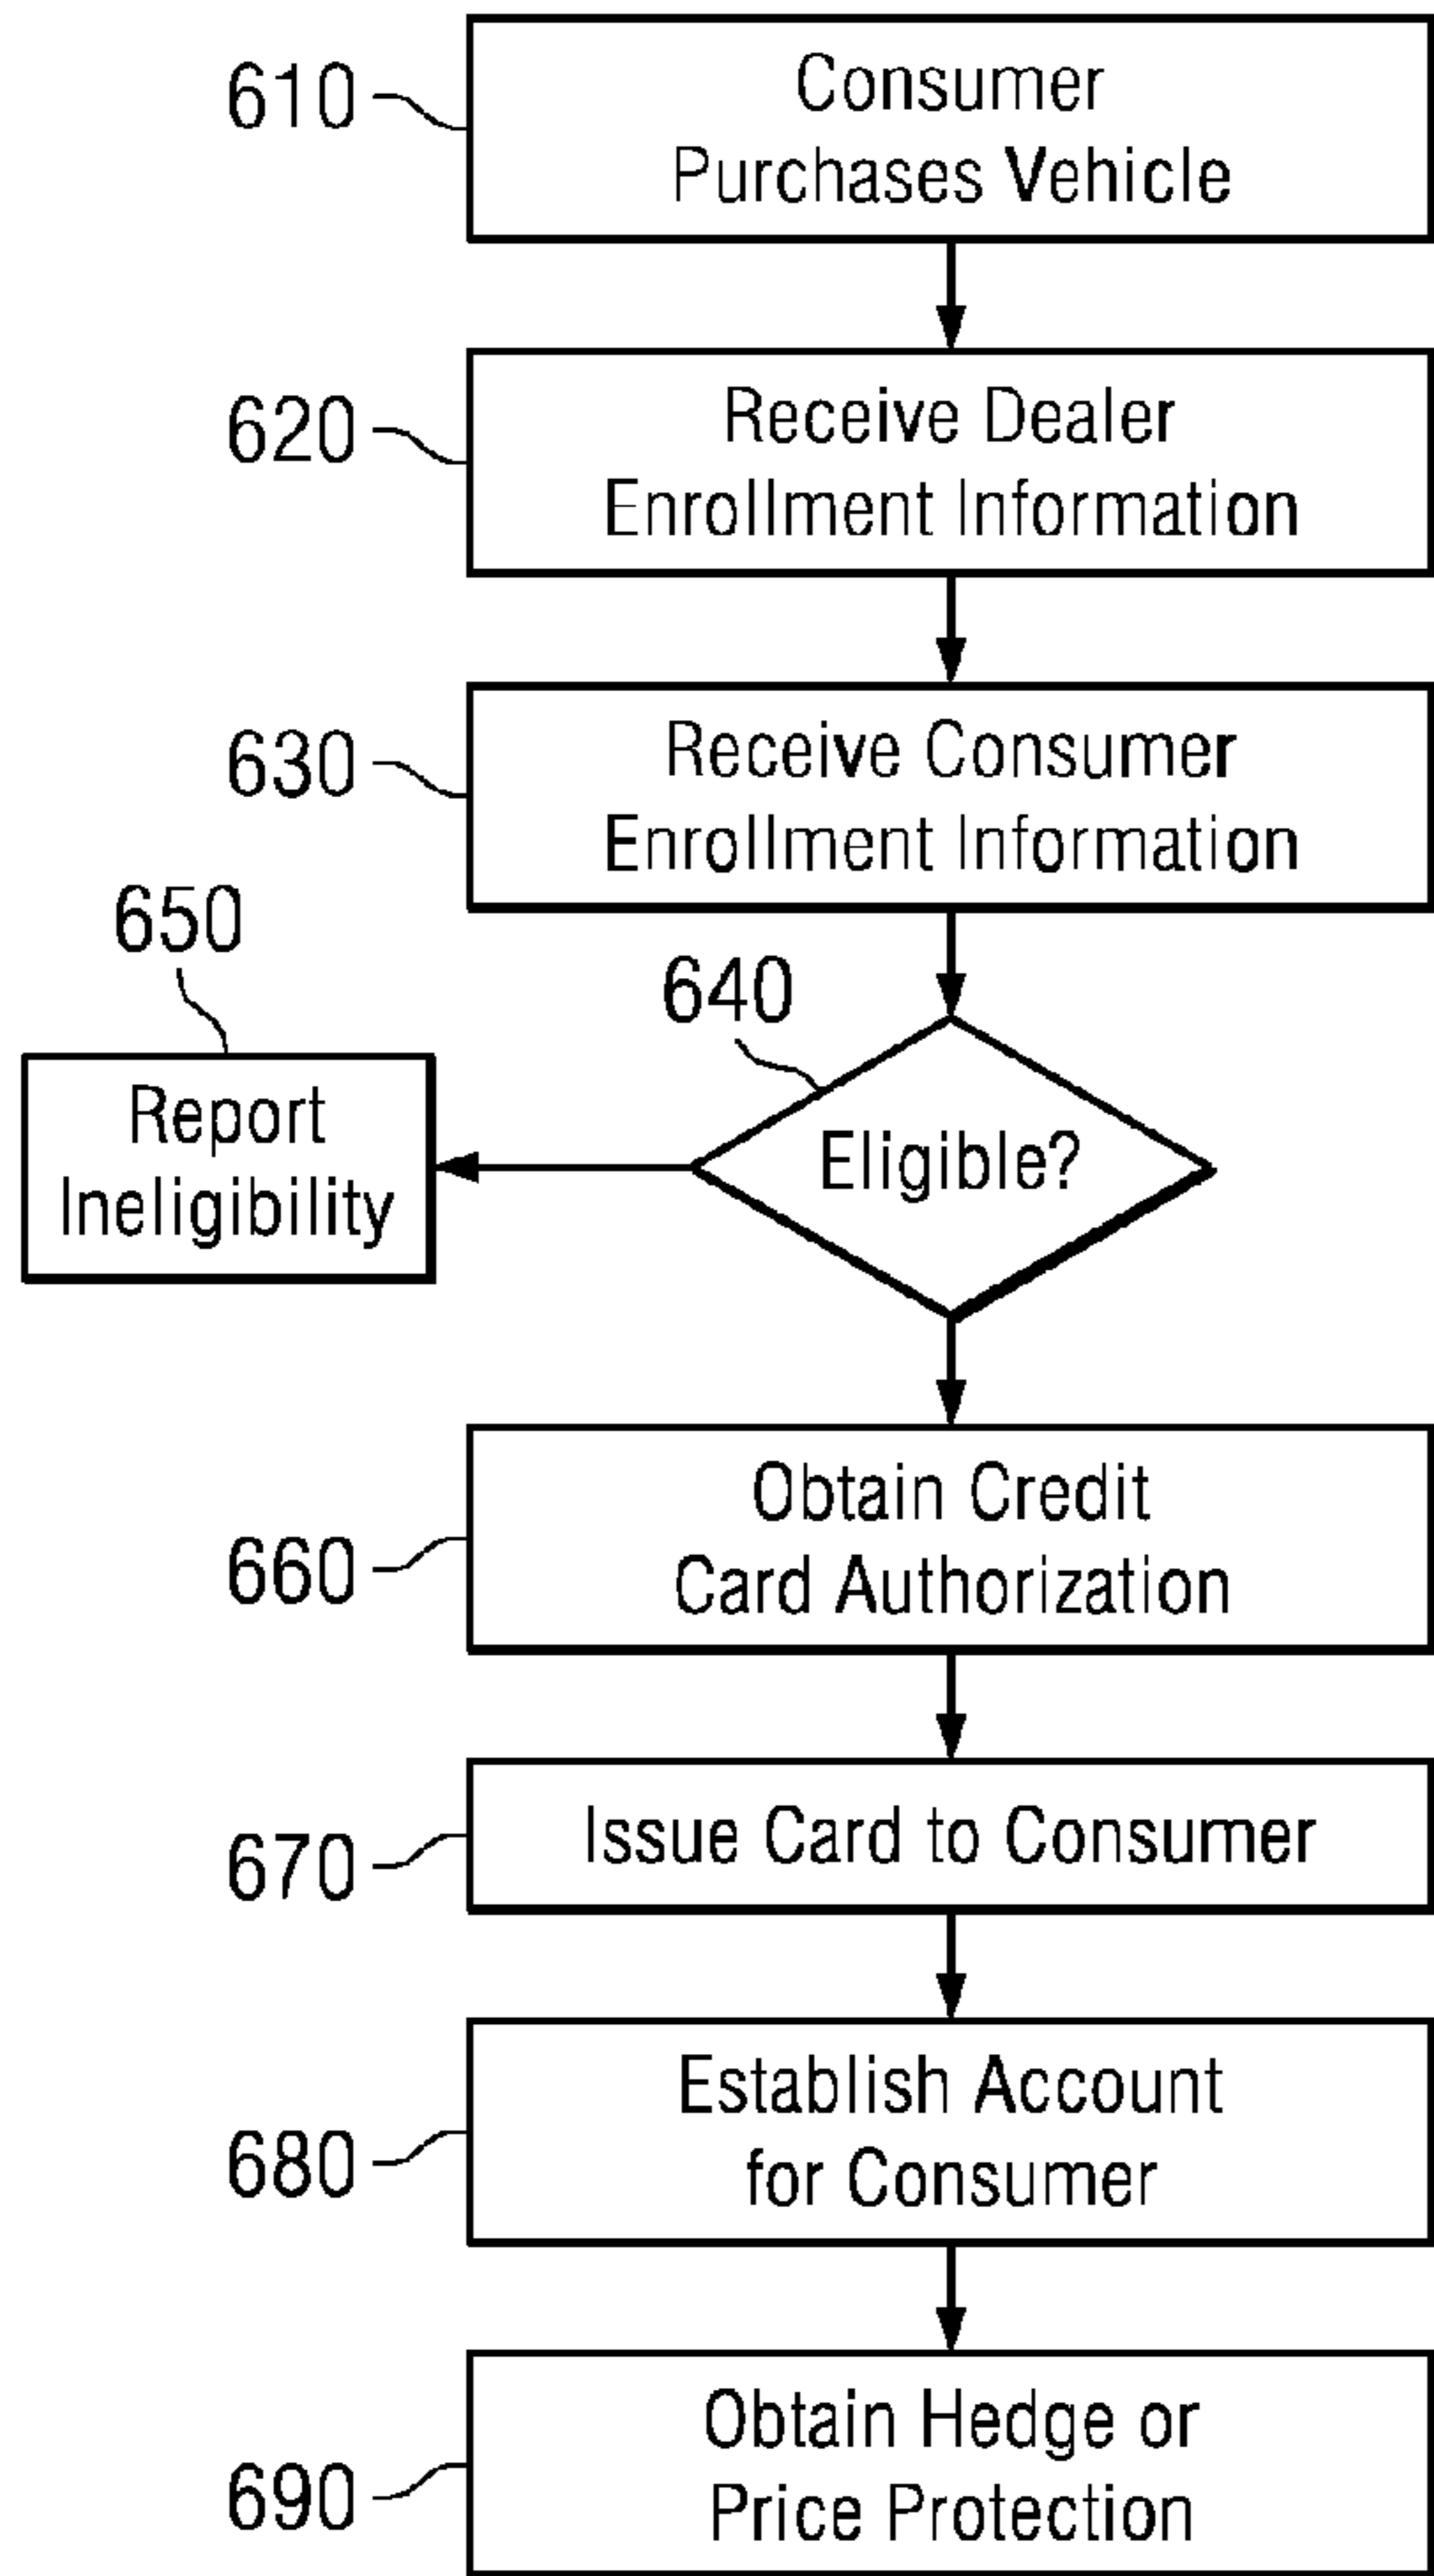 610
Consumer
Purchases Vehicle
620
Receive Dealer
Enrollment Information
630
Receive Consumer
Enrollment Information
650
640
Report
Ineligibility
Eligible?
660
Obtain Credit
Card Authorization
670
Issue Card to Consumer
680
Establish Account
for Consumer
690
Obtain Hedge or
Price Protection